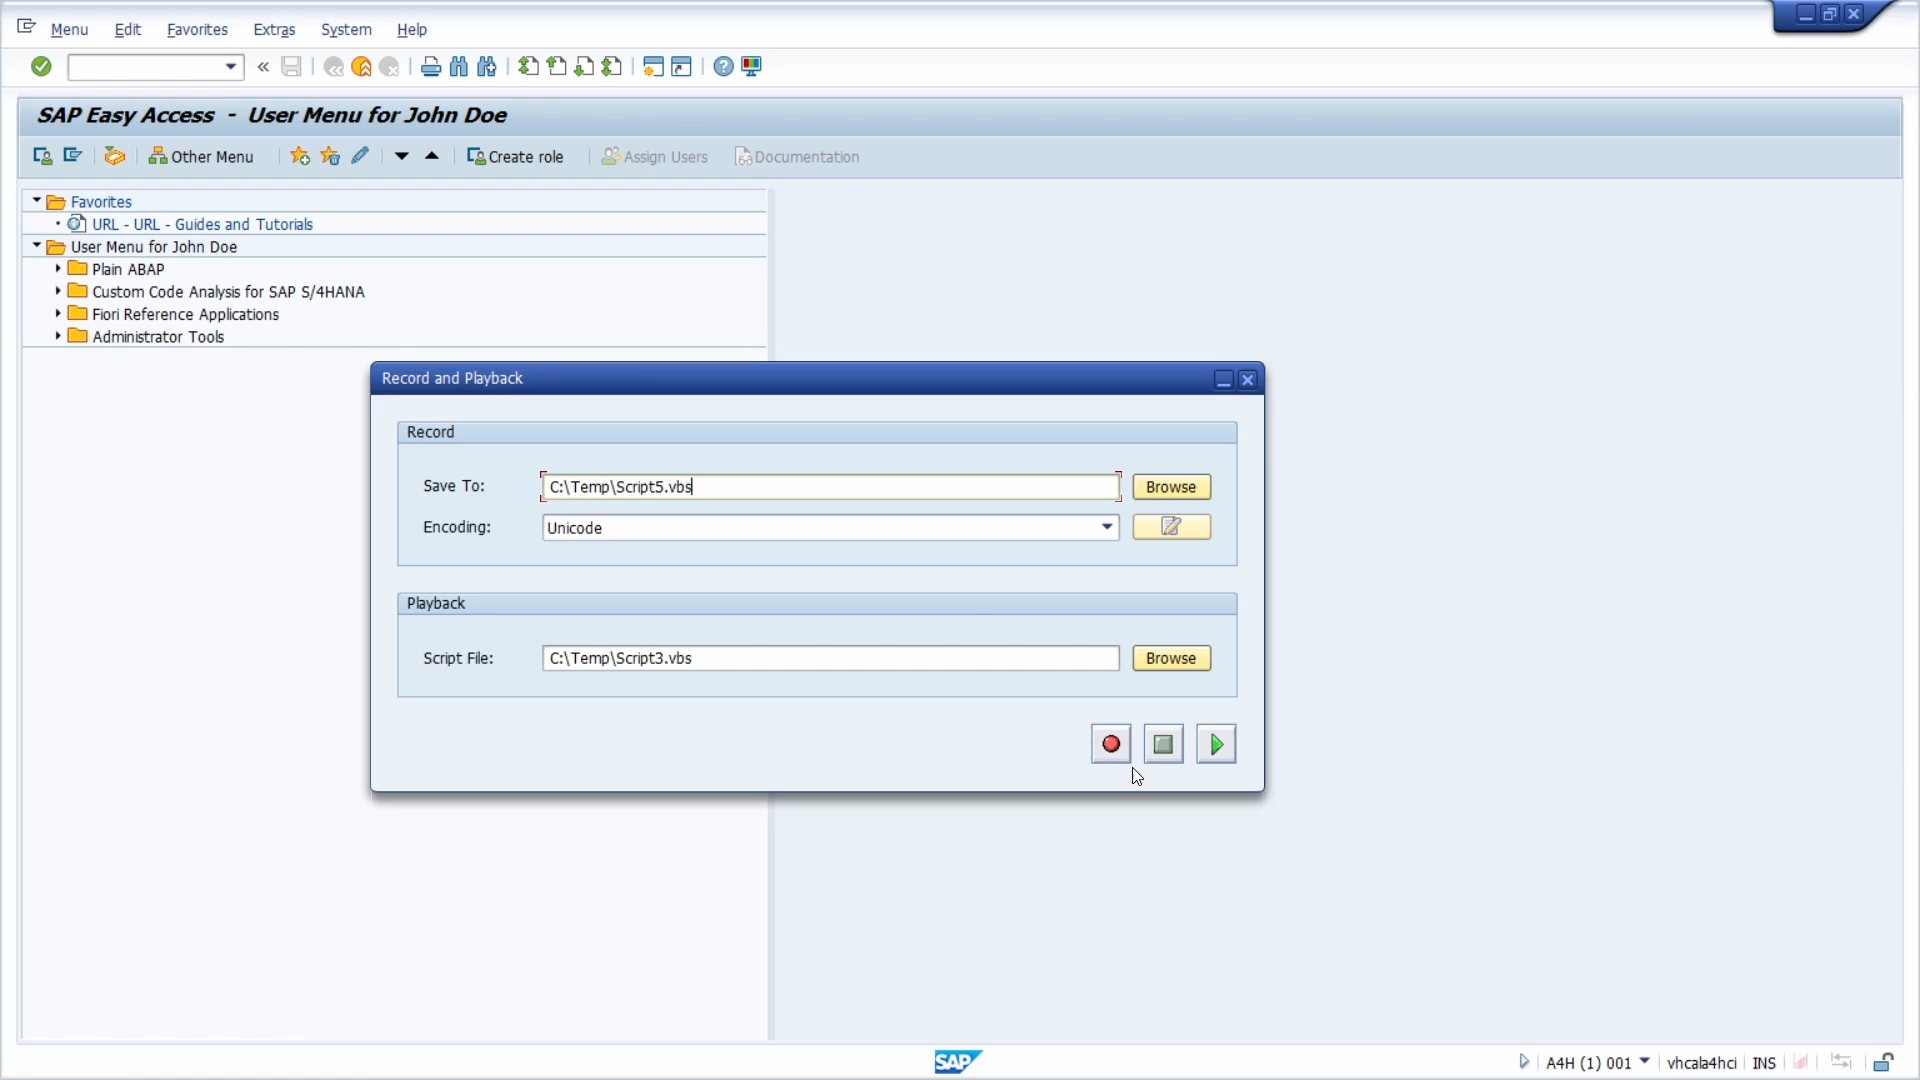 Menu Edit Favorites Extras System Help
SAP Easy Access - User Menu for John Doe
Other Menu Create role Assign Users Documentation
Favorites
URL - URL - Guides and Tutorials
User Menu for John Doe
Plain ABAP
Custom Code Analysis for SAP S/4HANA
Fiori Reference Applications
Administrator Tools
Record and Playback
Record
Save To: C:\Temp\Script5.vbs Browse
Encoding: Unicode
Playback
Script File: C:\Temp\Script3.vbs Browse
SAP A4H (1) 001 vhcala4hci INS